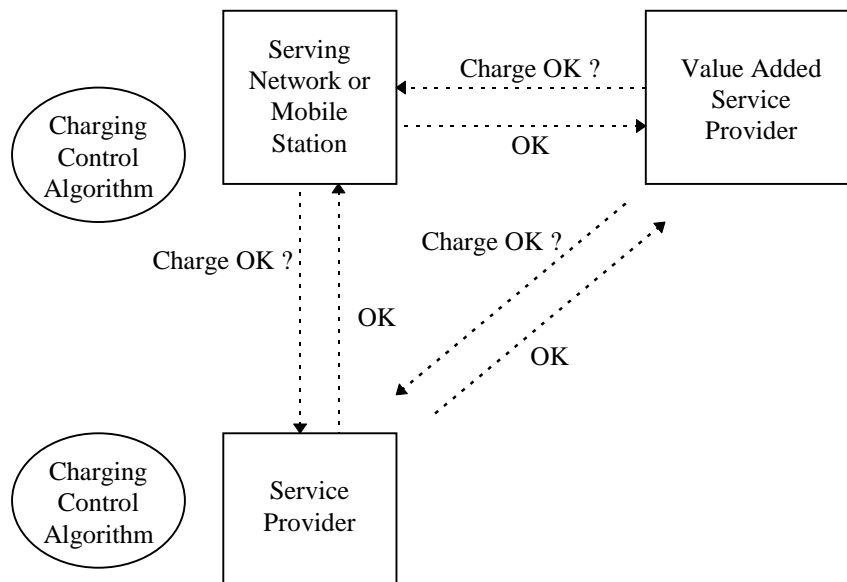 Serving
Network or
Mobile
Station
Charge OK ?
Value Added
Service
Provider
OK
Charging
Control
Algorithm
Charge OK ?
Charge OK ?
OK
OK
Charging
Control
Algorithm
Service
Provider